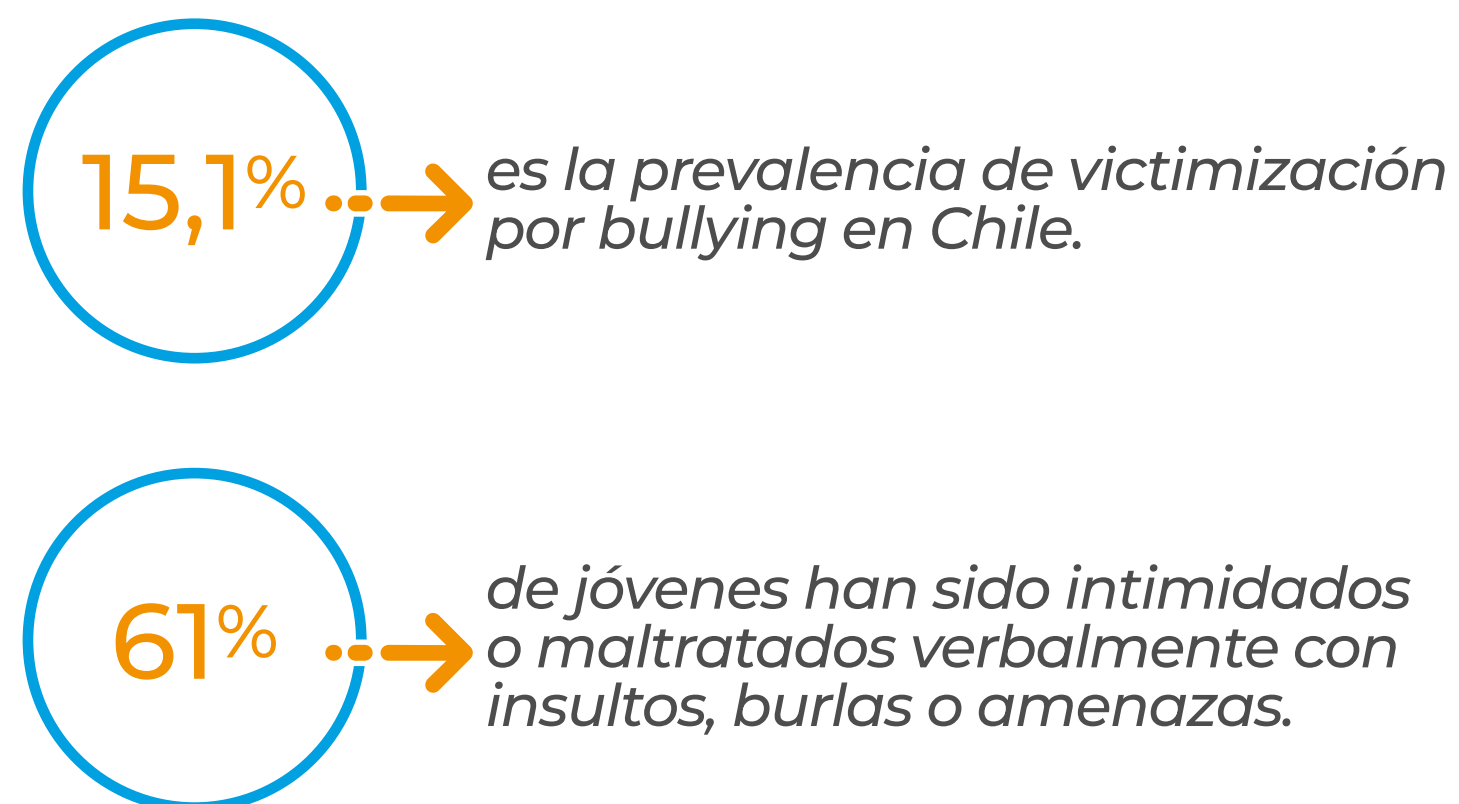 15,1%
es la prevalencia de victimización
por bullying en Chile.
61%
de jóvenes han sido intimidados
o maltratados verbalmente con
insultos, burlas o amenazas.